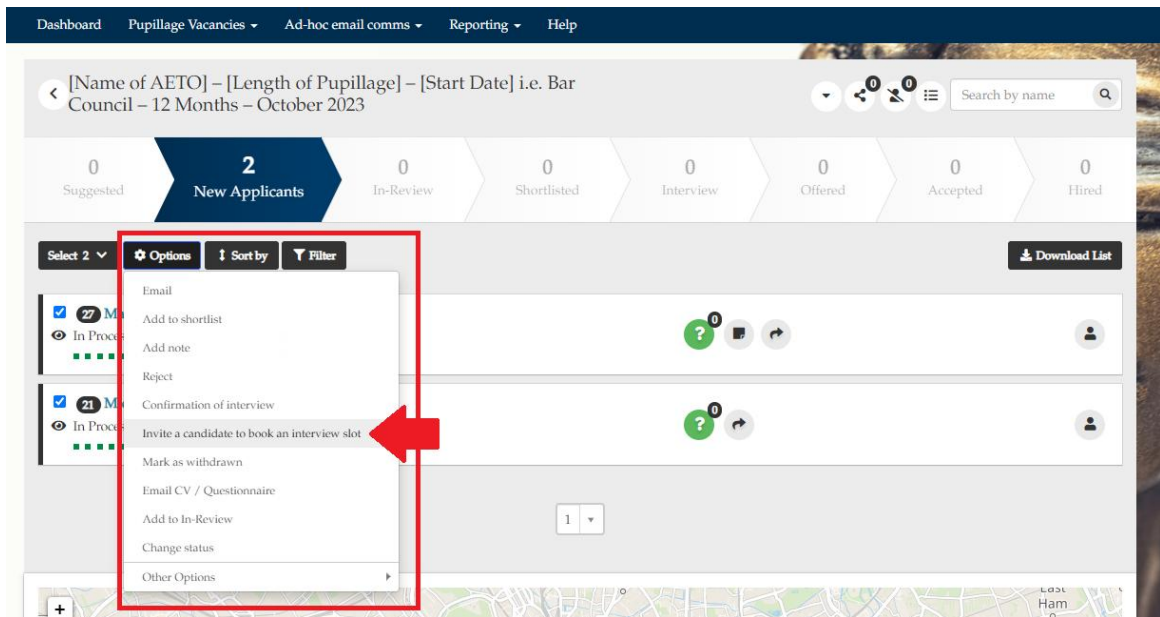 Dashboard Pupillage Vacancies Ad-hoc email comms Reporting Help
[Name of AETO] – [Length of Pupillage] – [Start Date] i.e. Bar
Council – 12 Months – October 2023
0 0 Search by name
0 2 0 0 0 0 0 0
Suggested New Applicants In-Review Shortlisted Interview Offered Accepted Hired
Select 2 Options Sort by Filter Download List
Email
Add to shortlist
Add note
Reject
Confirmation of interview
Invite a candidate to book an interview slot
Mark as withdrawn
Email CV / Questionnaire
Add to In-Review
Change status
Other Options
27 M
In Proce
? 0
21 M
In Proce
? 0
1
+
East
Ham